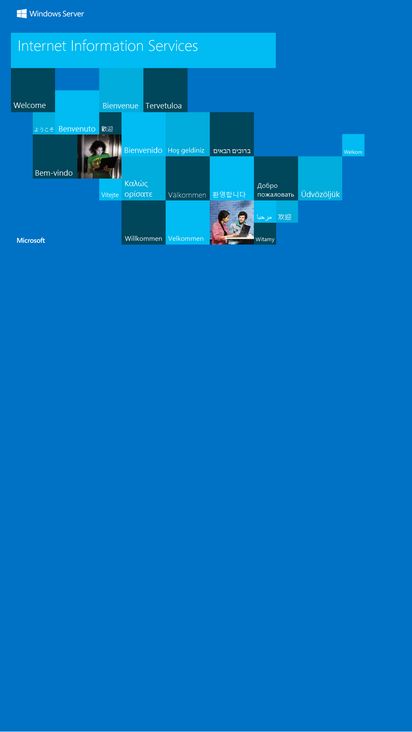 Windows Server
Internet Information Services
Welcome
Bienvenue
Tervetuloa
ようこそ
Benvenuto
歓迎
Bienvenido
Hoş geldiniz
ברוכים הבאים
Welkom
Bem-vindo
Vítejte
Καλώς
ορίσατε
Välkommen
환영합니다
Добро
пожаловать
Üdvözöljük
مرحبا
欢迎
Microsoft
Willkommen
Velkommen
Witamy